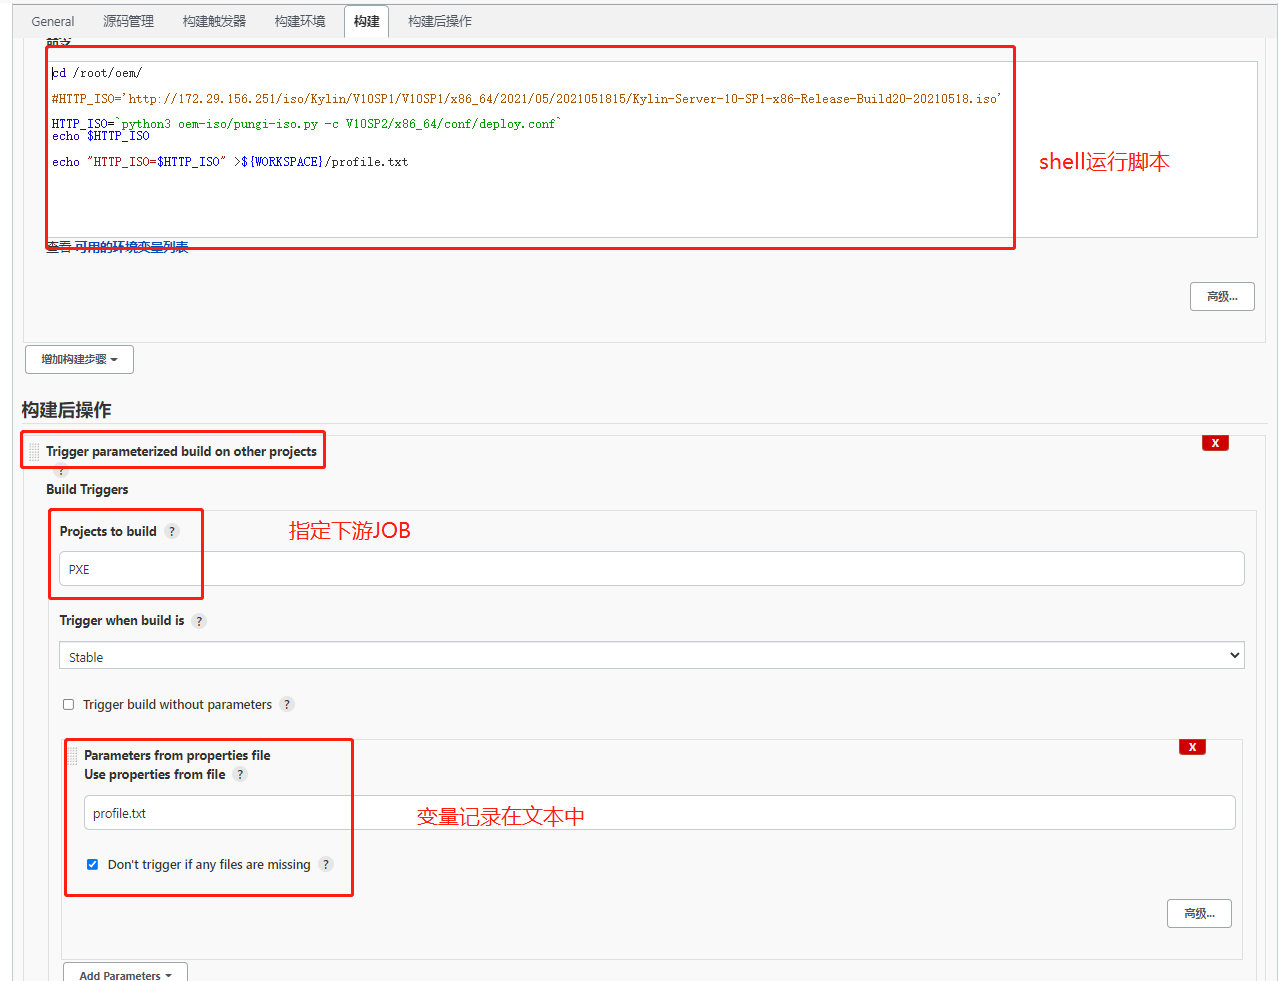 General 源码管理 构建触发器 构建环境 构建 构建后操作
命令
cd /root/oem/
#HTTP_ISO='http://172.29.156.251/iso/Kylin/V10SP1/V10SP1/x86_64/2021/05/2021051815/Kylin-Server-10-SP1-x86-Release-Build20-20210518.iso'
HTTP_ISO=`python3 oem-iso/pungi-iso.py -c V10SP2/x86_64/conf/deploy.conf`
echo $HTTP_ISO
echo "HTTP_ISO=$HTTP_ISO" >${WORKSPACE}/profile.txt
shell运行脚本
查看 可用的环境变量列表
高级...
增加构建步骤
构建后操作
Trigger parameterized build on other projects
X
?
Build Triggers
Projects to build ?
指定下游JOB
PXE
Trigger when build is ?
Stable
Trigger build without parameters ?
X
Parameters from properties file
Use properties from file ?
profile.txt
变量记录在文本中
Don't trigger if any files are missing ?
高级...
Add Parameters